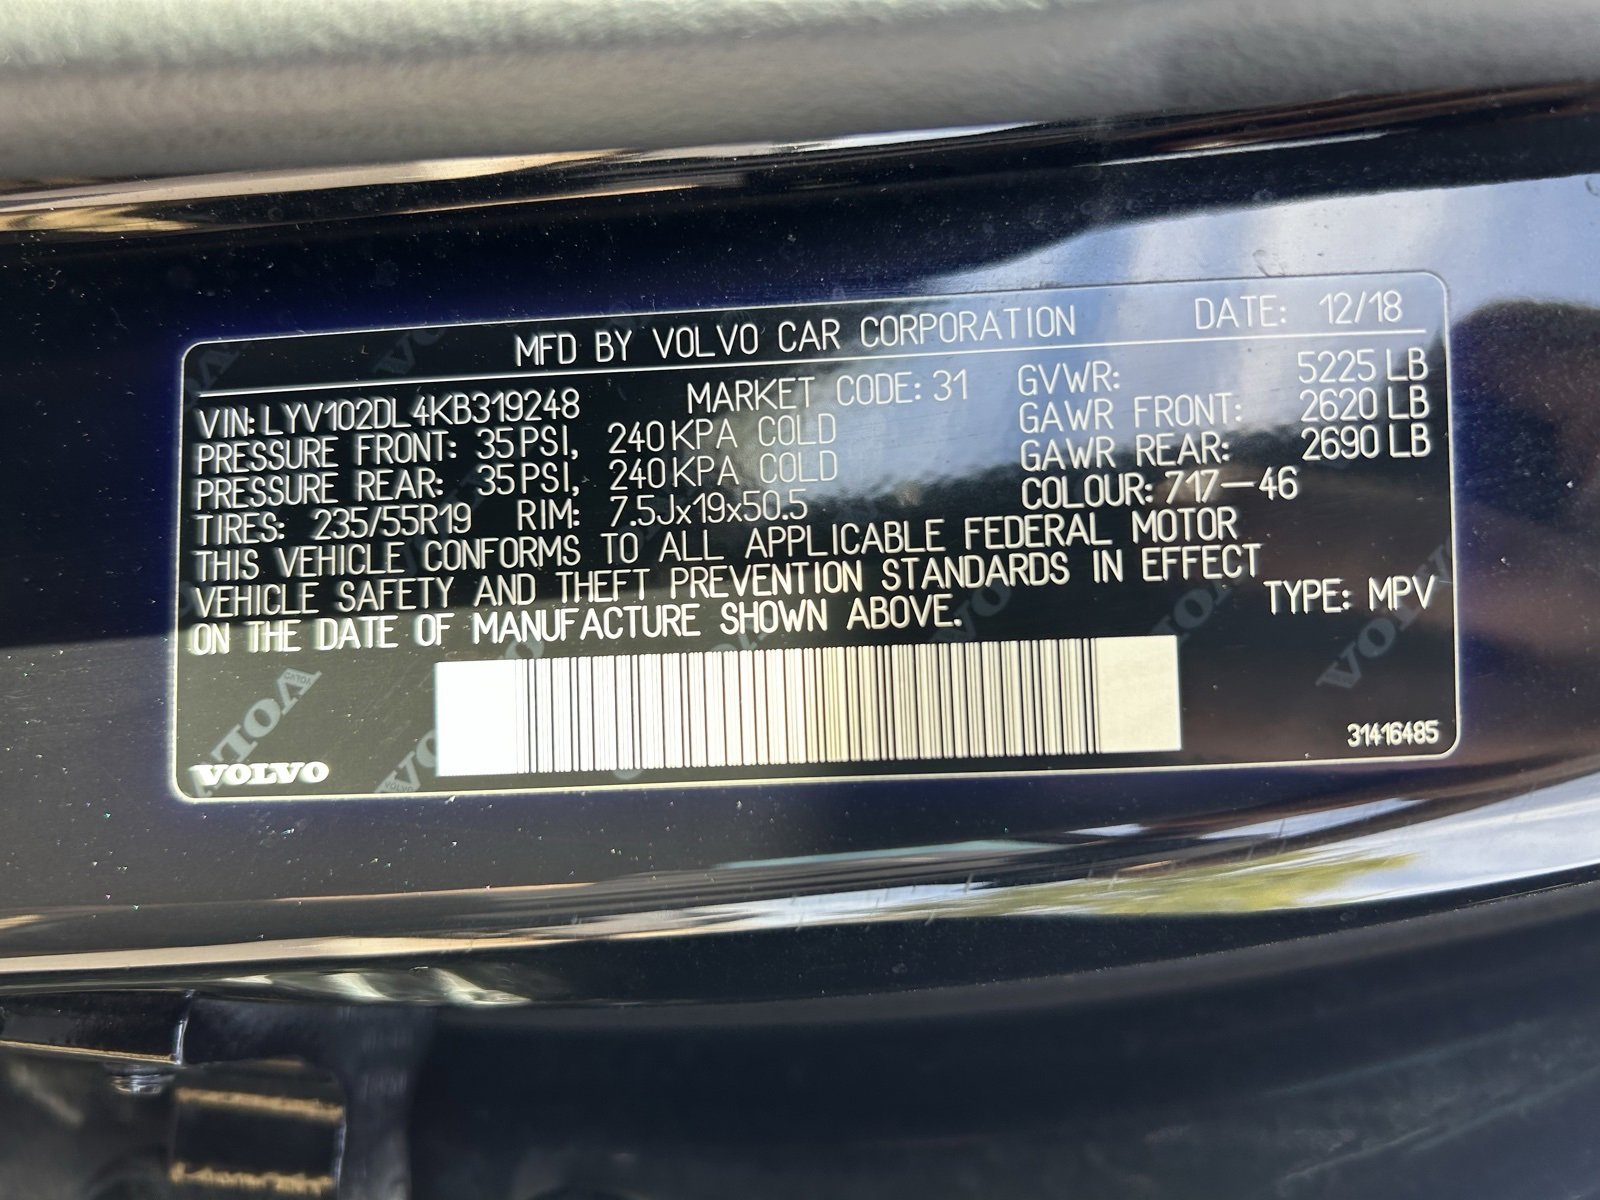 MFD BY VOLVO CAR CORPORATION DATE: 12/18
VIN: LYV102DL4KB319248 MARKET CODE: 31 GVWR: 5225 LB
PRESSURE FRONT: 35 PSI, 240 KPA COLD GAWR FRONT: 2620 LB
PRESSURE REAR: 35 PSI, 240 KPA COLD GAWR REAR: 2690 LB
TIRES: 235/55R19 RIM: 7.5Jx19x50.5 COLOUR: 717-46
THIS VEHICLE CONFORMS TO ALL APPLICABLE FEDERAL MOTOR
VEHICLE SAFETY AND THEFT PREVENTION STANDARDS IN EFFECT
ON THE DATE OF MANUFACTURE SHOWN ABOVE. TYPE: MPV
31416485
VOLVO